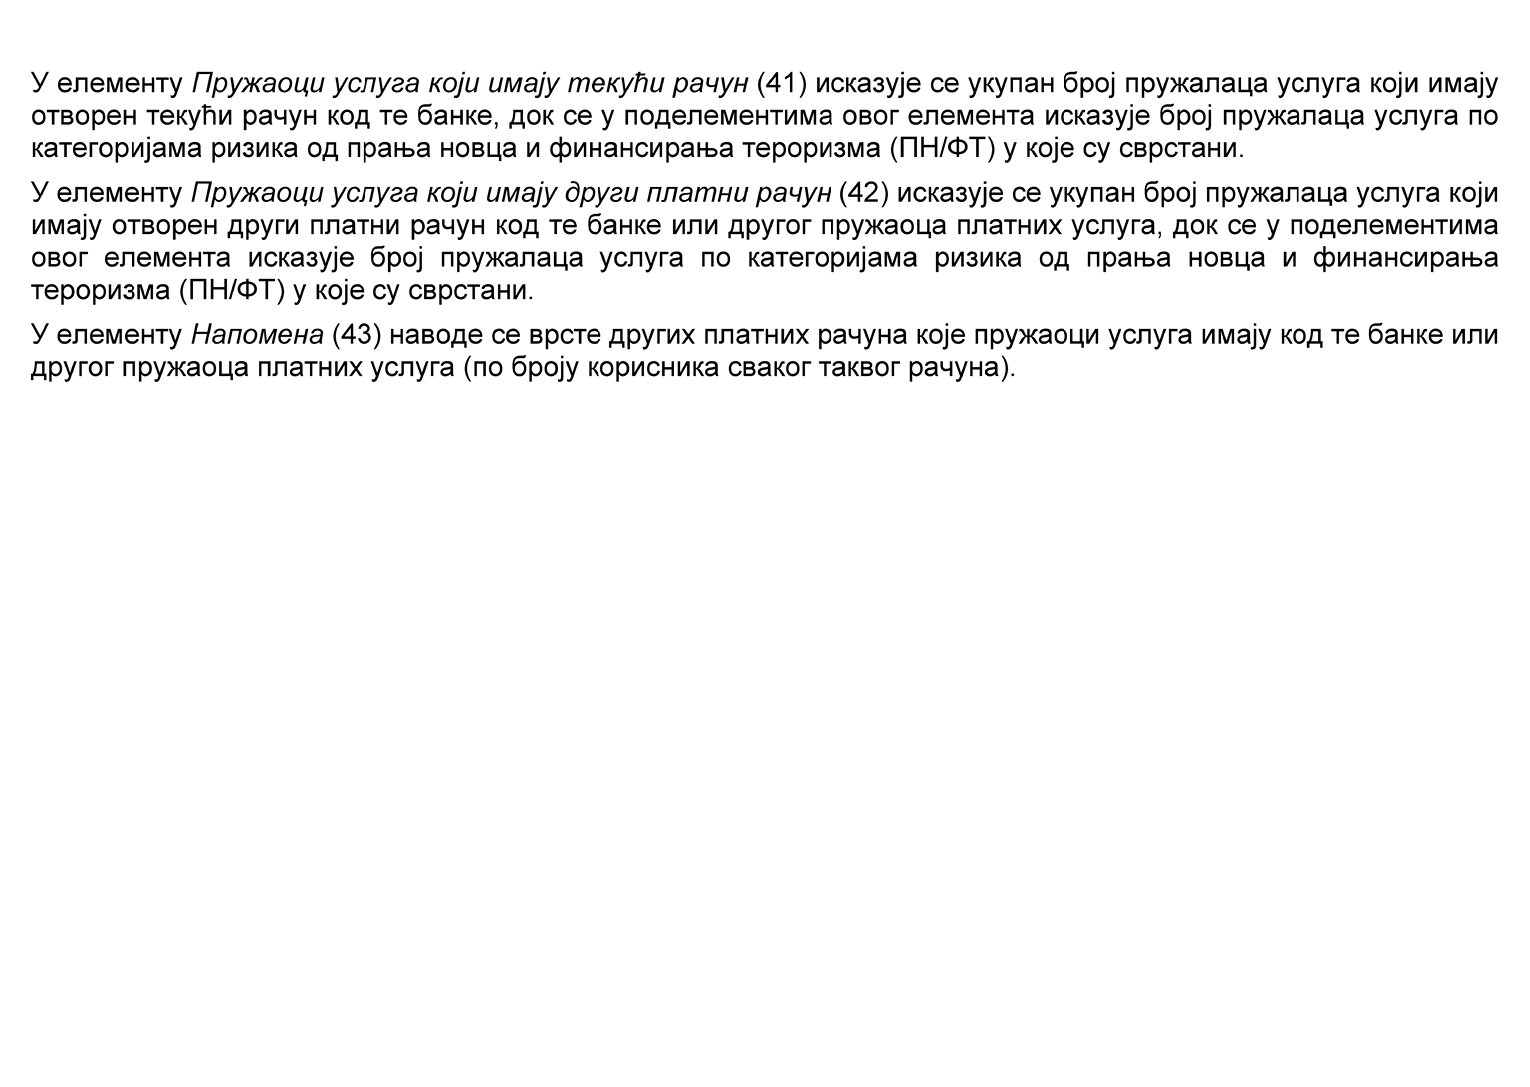 У елементу Пружаоци услуга који имају текући рачун (41) исказује се укупан број пружалаца услуга који имају
отворен текући рачун код те банке, док се у поделементима овог елемента исказује број пружалаца услуга по
категоријама ризика од прања новца и финансирања тероризма (ПН/ФТ) у које су сврстани.
У елементу Пружаоци услуга који имају други платни рачун (42) исказује се укупан број пружалаца услуга који
имају отворен други платни рачун код те банке или другог пружаоца платних услуга, док се у поделементима
овог елемента исказује број пружалаца услуга по категоријама ризика од прања новца и финансирања
тероризма (ПН/ФТ) у које су сврстани.
У елементу Напомена (43) наводе се врсте других платних рачуна које пружаоци услуга имају код те банке или
другог пружаоца платних услуга (по броју корисника сваког таквог рачуна).